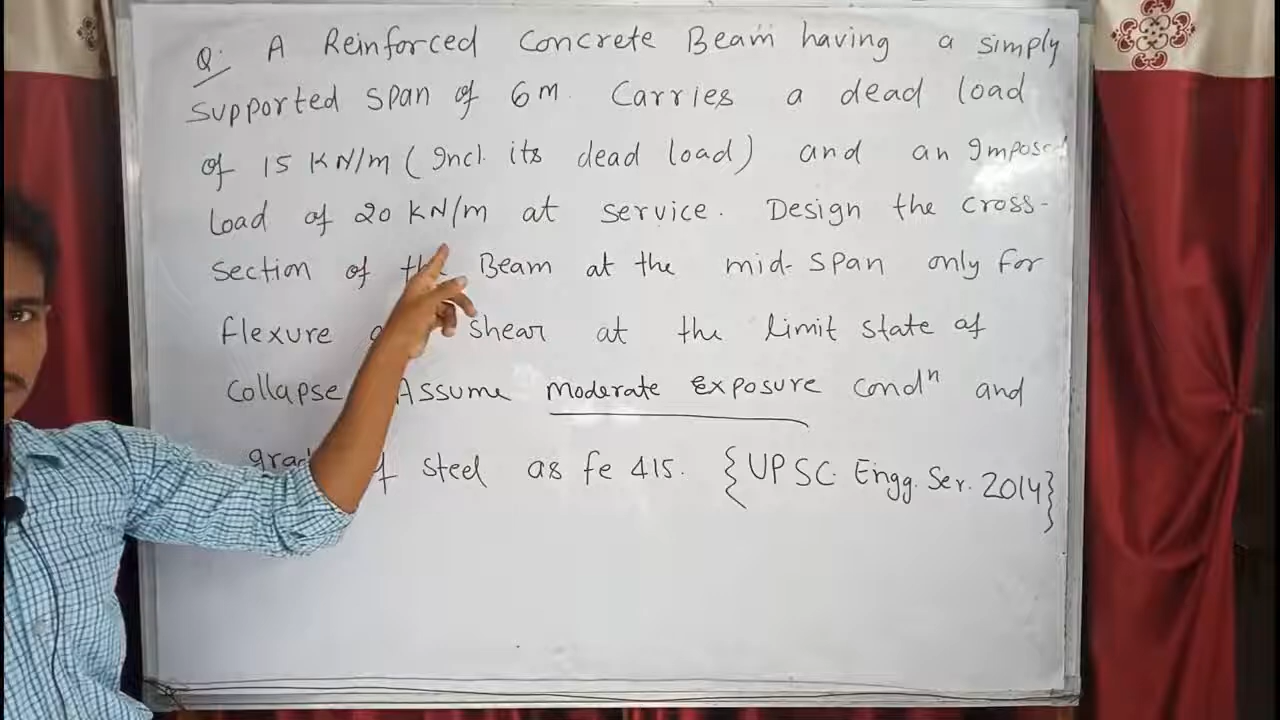 Q. A Reinforced Concrete Beam having a simply
supported span of 6m. Carries a dead load
of 15 KN/m (Incl. its dead load) and an
load of 20 kN/m at service. Design the cross-
section of the Beam at the mid-span only for
flexure shear at the limit state of
collapse Assume moderate exposure condⁿ and
steel as fe 415. {UPSC. Engg. Ser. 2014}